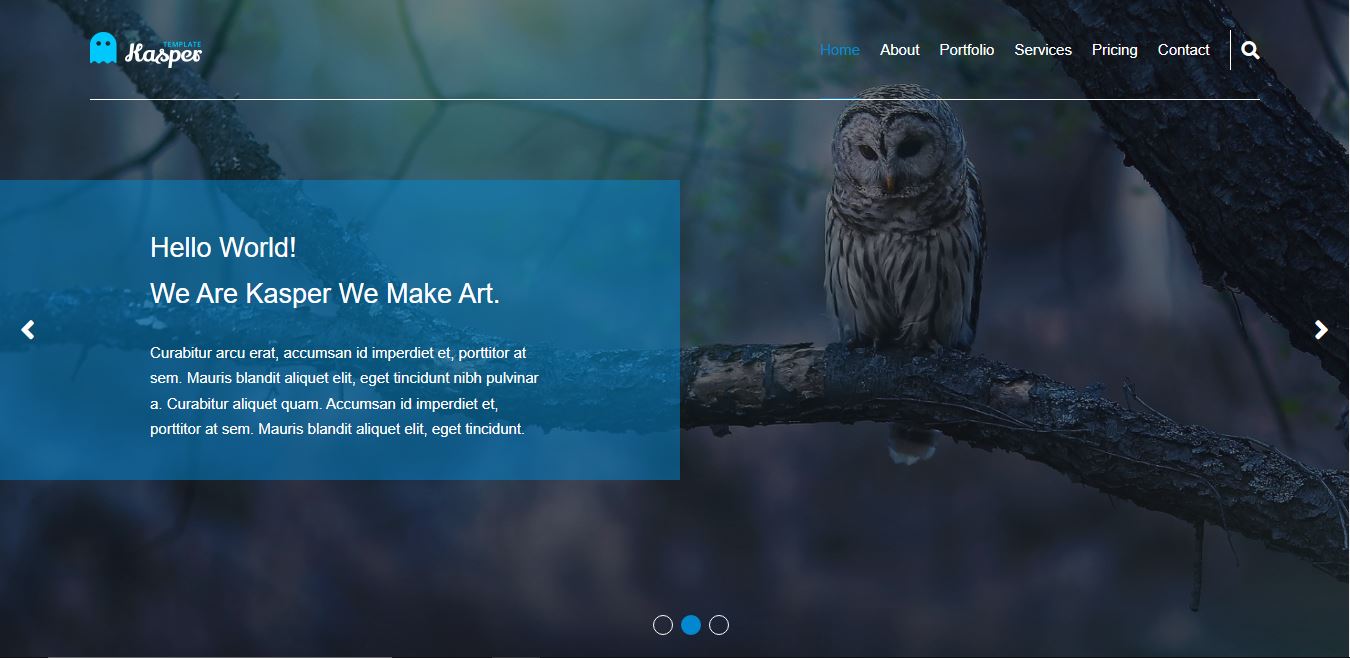 TEMPLATE
Kasper
Home About Portfolio Services Pricing Contact
Hello World!
We Are Kasper We Make Art.
Curabitur arcu erat, accumsan id imperdiet et, porttitor at
sem. Mauris blandit aliquet elit, eget tincidunt nibh pulvinar
a. Curabitur aliquet quam. Accumsan id imperdiet et,
porttitor at sem. Mauris blandit aliquet elit, eget tincidunt.